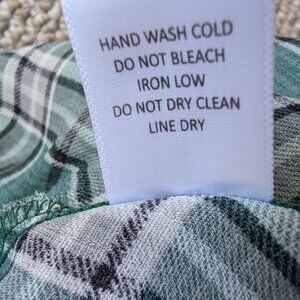 HAND WASH COLD
DO NOT BLEACH
IRON LOW
DO NOT DRY CLEAN
LINE DRY